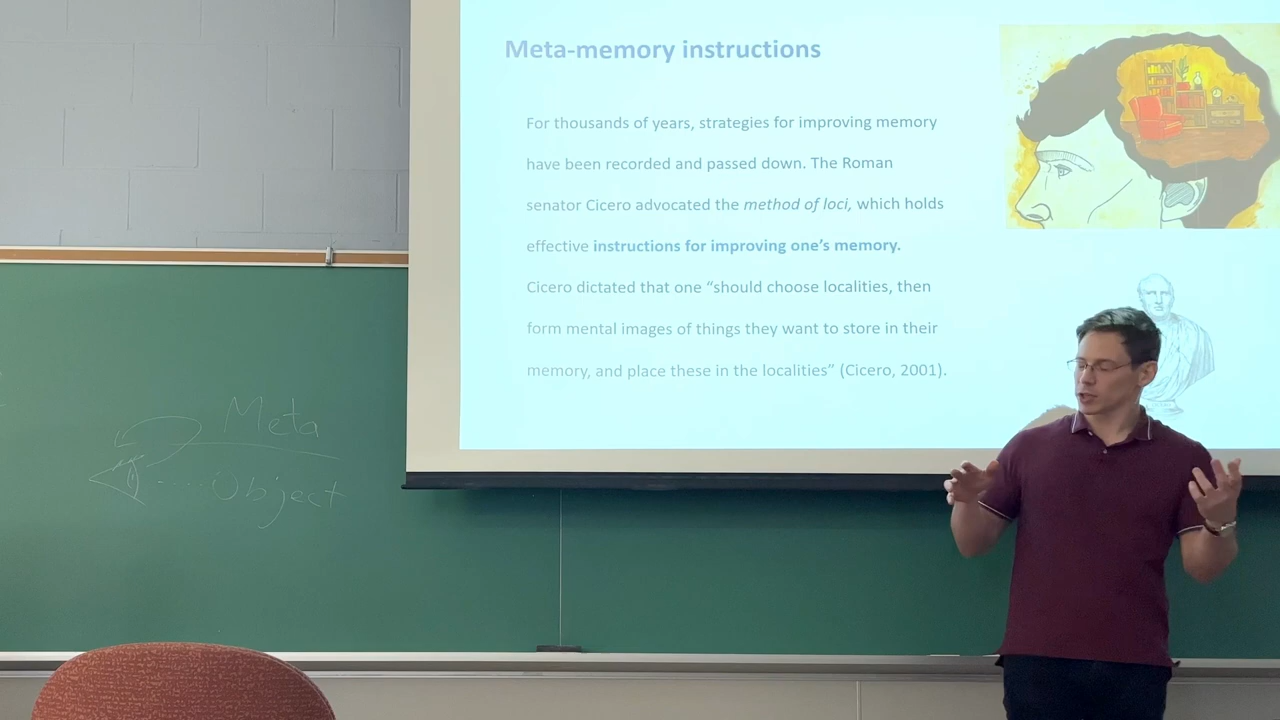 Meta-memory instructions
For thousands of years, strategies for improving memory
have been recorded and passed down. The Roman
senator Cicero advocated the method of loci, which holds
effective instructions for improving one’s memory.
Cicero dictated that one “should choose localities, then
form mental images of things they want to store in their
memory, and place these in the localities” (Cicero, 2001).
Meta
Object